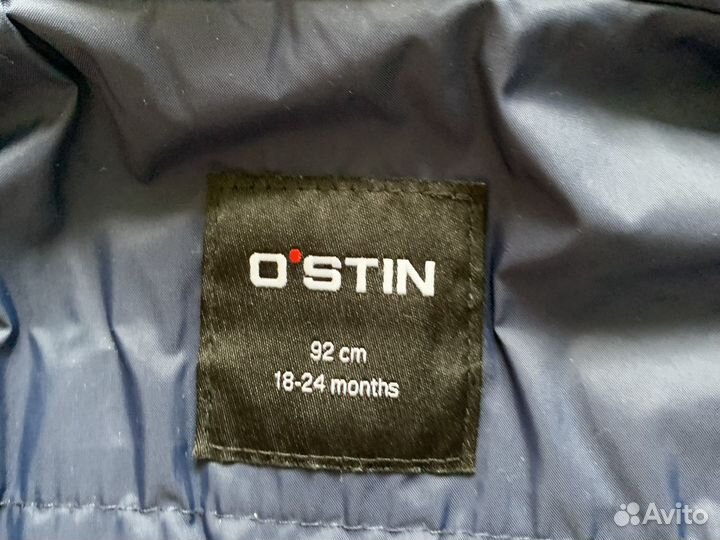 O'STIN
92 cm
18-24 months
Avito